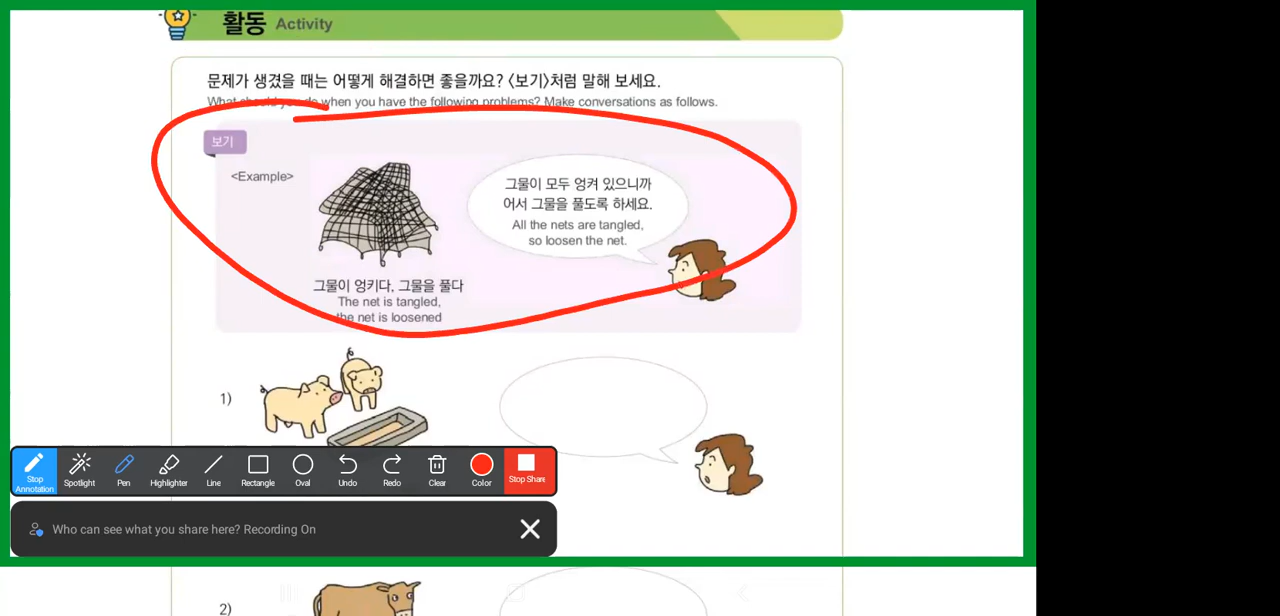 활동 Activity
문제가 생겼을 때는 어떻게 해결하면 좋을까요? 〈보기〉처럼 말해 보세요.
What should you do when you have the following problems? Make conversations as follows.
보기
<Example>
그물이 모두 엉켜 있으니까
어서 그물을 풀도록 하세요.
All the nets are tangled,
so loosen the net.
그물이 엉키다, 그물을 풀다
The net is tangled,
the net is loosened
1)
Stop Annotation
Spotlight
Pen
Highlighter
Line
Rectangle
Oval
Undo
Redo
Clear
Color
Stop Share
Who can see what you share here? Recording On
2)